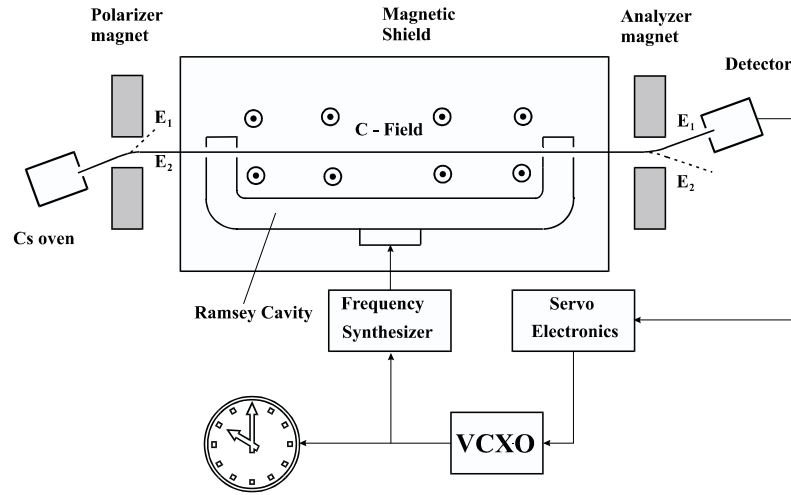 Polarizer
magnet
Magnetic
Shield
Analyzer
magnet
Detector
E1
E2
C - Field
E1
E2
Cs oven
Ramsey Cavity
Frequency
Synthesizer
Servo
Electronics
VCXO